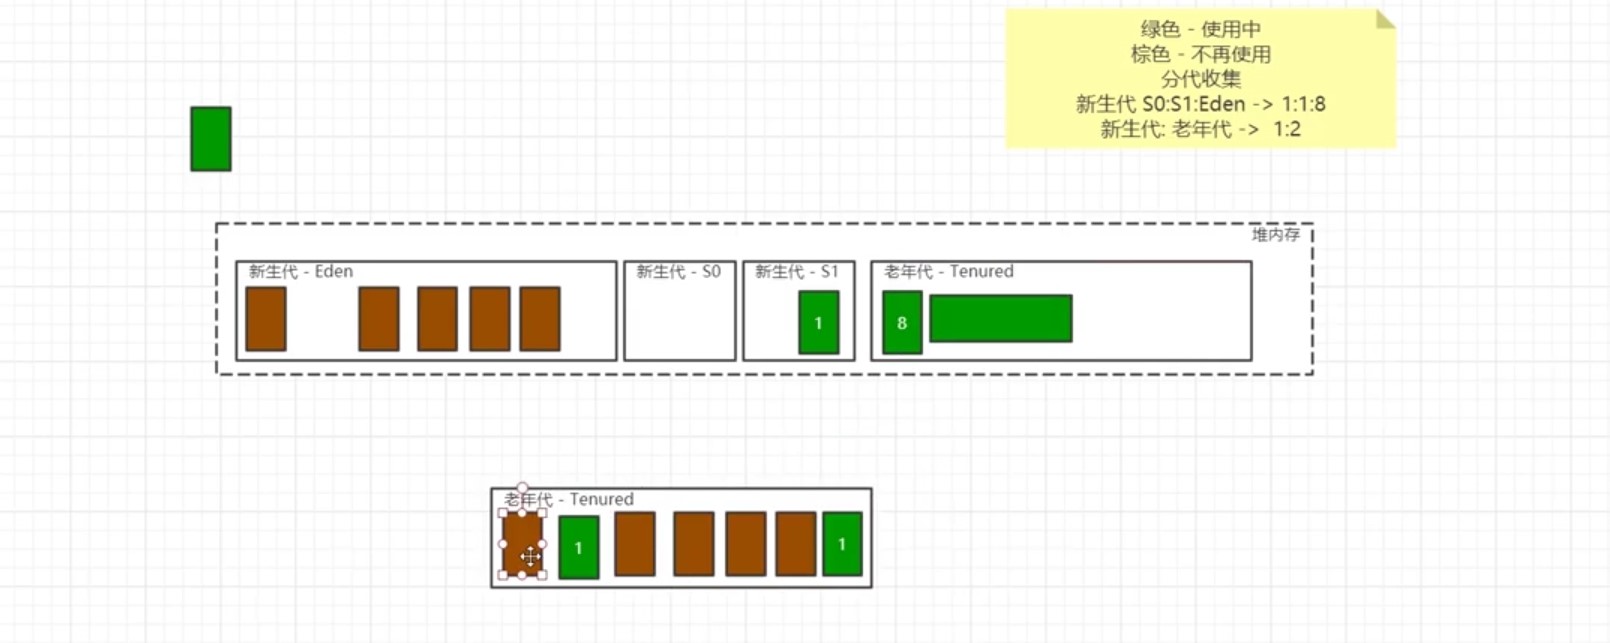 绿色 - 使用中
棕色 - 不再使用
分代收集
新生代 S0:S1:Eden -> 1:1:8
新生代: 老年代 -> 1:2
堆内存
新生代 - Eden
新生代 - S0
新生代 - S1
老年代 - Tenured
1
8
老年代 - Tenured
1
1